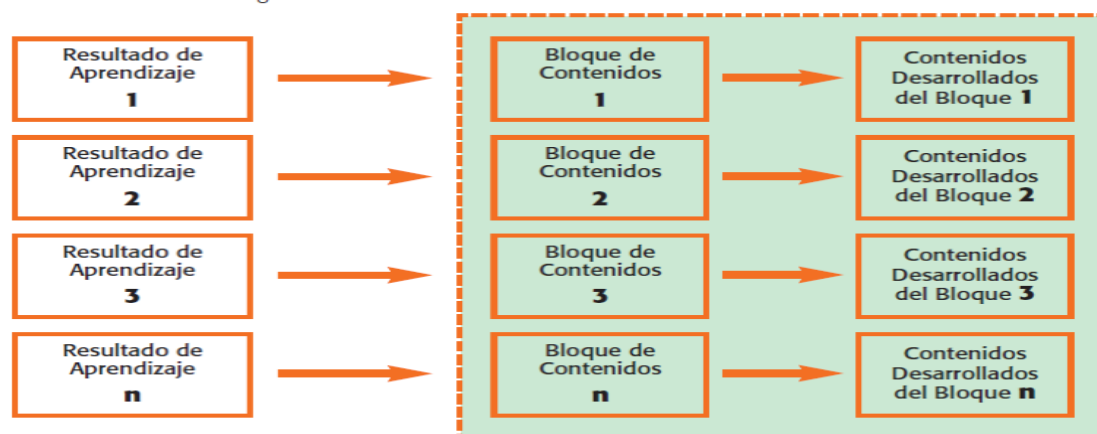 Resultado de
Aprendizaje
1
Bloque de
Contenidos
1
Contenidos
Desarrollados
del Bloque 1
Resultado de
Aprendizaje
2
Bloque de
Contenidos
2
Contenidos
Desarrollados
del Bloque 2
Resultado de
Aprendizaje
3
Bloque de
Contenidos
3
Contenidos
Desarrollados
del Bloque 3
Resultado de
Aprendizaje
n
Bloque de
Contenidos
n
Contenidos
Desarrollados
del Bloque n